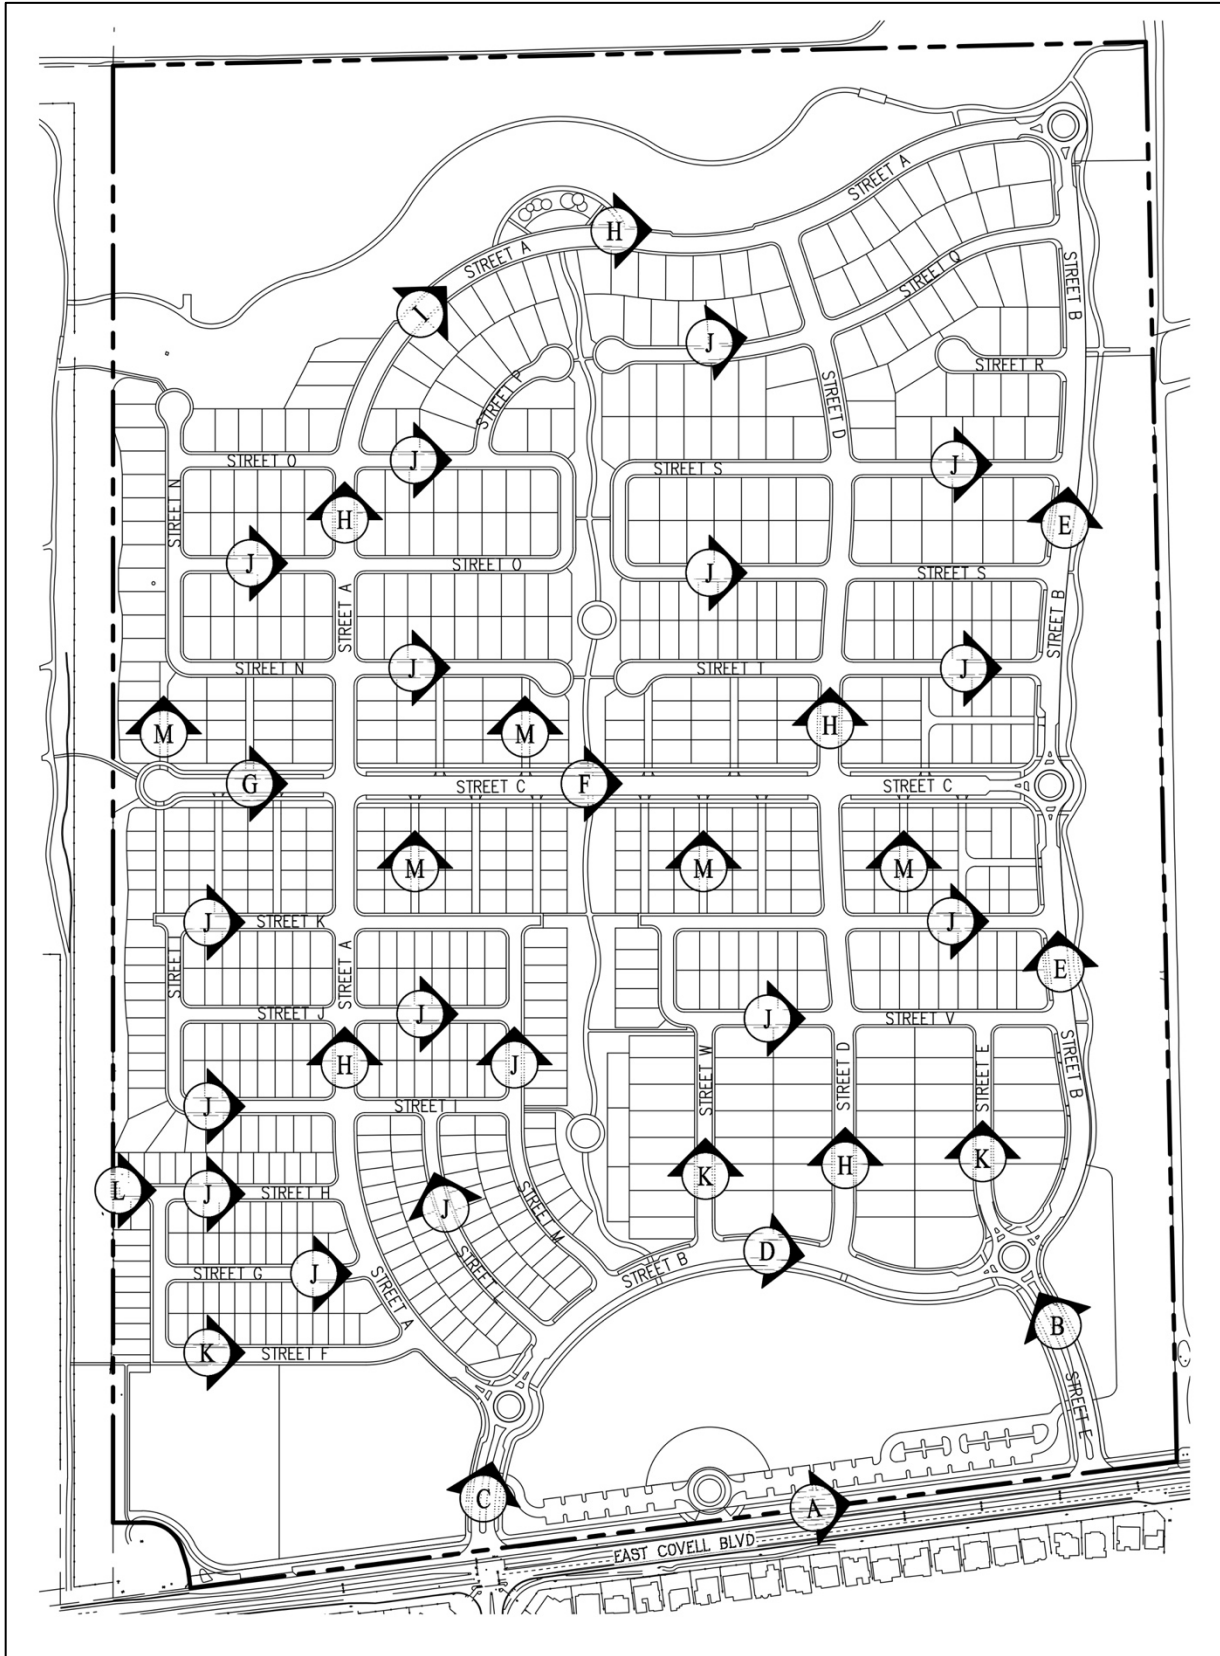 STREET A
H
STREET A
STREET Q
STREET B
I
J
STREET R
STREET P
STREET D
STREET O
J
STREET S
J
STREET N
H
E
J
STREET O
J
STREET S
STREET A
STREET B
STREET N
J
STREET T
J
M
M
H
G
STREET C
F
STREET C
M
M
M
J
STREET K
J
STREET
STREET A
E
STREET J
J
J
STREET V
H
J
STREET W
STREET D
STREET E
STREET B
J
STREET I
L
J
STREET H
J
STREET M
K
H
K
STREET G
J
STREET A
STREET
STREET B
D
K
STREET F
B
STREET E
C
A
EAST COVELL BLVD